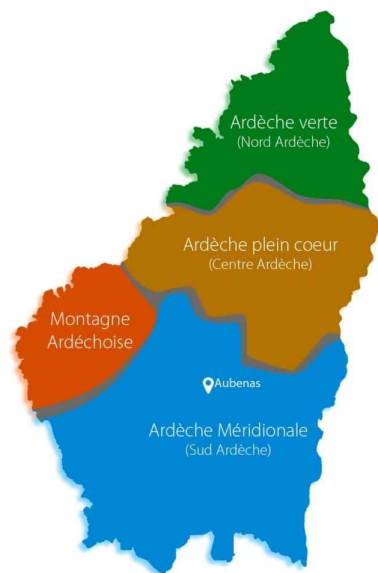 Ardèche verte
(Nord Ardèche)
Ardèche plein coeur
(Centre Ardèche)
Montagne
Ardéchoise
Aubenas
Ardèche Méridionale
(Sud Ardèche)